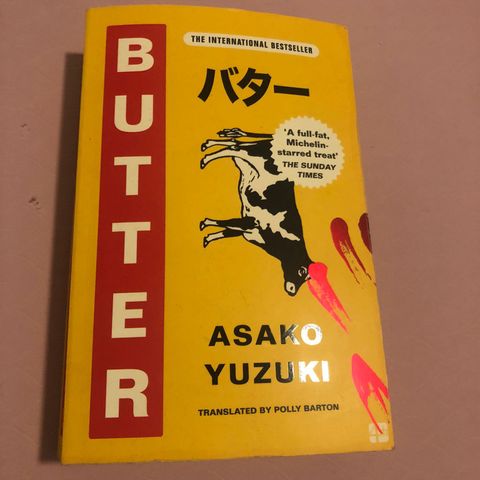 BUTTER
THE INTERNATIONAL BESTSELLER
バター
'A full-fat,
Michelin-
starred treat'
THE SUNDAY
TIMES
ASAKO
YUZUKI
TRANSLATED BY POLLY BARTON